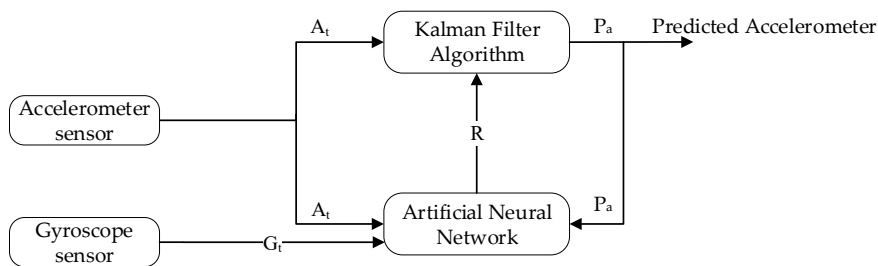 Aₜ
Kalman Filter
Algorithm
Pₐ
Predicted Accelerometer
Accelerometer
sensor
R
Aₜ
Artificial Neural
Network
Pₐ
Gyroscope
sensor
Gₜ